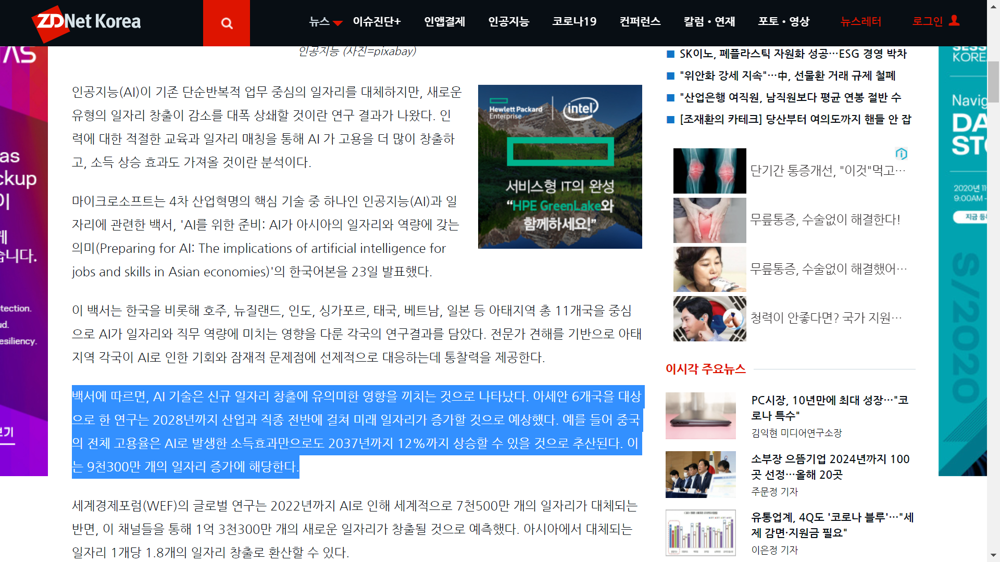 ZDNet Korea
뉴스
이슈진단+
인앱결제
인공지능
코로나19
컨퍼런스
칼럼•연재
포토•영상
뉴스레터
로그인
인공지능 (사진=pixabay)
인공지능(AI)이 기존 단순반복적 업무 중심의 일자리를 대체하지만, 새로운
유형의 일자리 창출이 감소를 대폭 상쇄할 것이란 연구 결과가 나왔다. 인
력에 대한 적절한 교육과 일자리 매칭을 통해 AI 가 고용을 더 많이 창출하
고, 소득 상승 효과도 가져올 것이란 분석이다.
마이크로소프트는 4차 산업혁명의 핵심 기술 중 하나인 인공지능(AI)과 일
자리에 관련한 백서, 'AI를 위한 준비: AI가 아시아의 일자리와 역량에 갖는
의미(Preparing for AI: The implications of artificial intelligence for
jobs and skills in Asian economies)'의 한국어본을 23일 발표했다.
Hewlett Packard
Enterprise
intel
서비스형 IT의 완성
“HPE GreenLake와
함께하세요!”
이 백서는 한국을 비롯해 호주, 뉴질랜드, 인도, 싱가포르, 태국, 베트남, 일본 등 아태지역 총 11개국을 중심
으로 AI가 일자리와 직무 역량에 미치는 영향을 다룬 각국의 연구결과를 담았다. 전문가 견해를 기반으로 아태
지역 각국이 AI로 인한 기회와 잠재적 문제점에 선제적으로 대응하는데 통찰력을 제공한다.
백서에 따르면, AI 기술은 신규 일자리 창출에 유의미한 영향을 끼치는 것으로 나타났다. 아세안 6개국을 대상
으로 한 연구는 2028년까지 산업과 직종 전반에 걸쳐 미래 일자리가 증가할 것으로 예상했다. 예를 들어 중국
의 전체 고용율은 AI로 발생한 소득효과만으로도 2037년까지 12%까지 상승할 수 있을 것으로 추산된다. 이
는 9천300만 개의 일자리 증가에 해당한다.
세계경제포럼(WEF)의 글로벌 연구는 2022년까지 AI로 인해 세계적으로 7천500만 개의 일자리가 대체되는
반면, 이 채널들을 통해 1억 3천300만 개의 새로운 일자리가 창출될 것으로 예측했다. 아시아에서 대체되는
일자리 1개당 1.8개의 일자리 창출로 환산할 수 있다.
SK이노, 폐플라스틱 자원화 성공…ESG 경영 박차
"위안화 강세 지속"…中, 선물환 거래 규제 철폐
"산업은행 여직원, 남직원보다 평균 연봉 절반 수
[조재환의 카테크] 당산부터 여의도까지 핸들 안 잡
단기간 통증개선, "이것"먹고…
무릎통증, 수술없이 해결한다!
무릎통증, 수술없이 해결했어…
청력이 안좋다면? 국가 지원…
이시각 주요뉴스
PC시장, 10년만에 최대 성장…"코
로나 특수"
김익현 미디어연구소장
소부장 으뜸기업 2024년까지 100
곳 선정…올해 20곳
주문정 기자
유통업계, 4Q도 '코로나 블루'…"세
제 감면·지원금 필요"
이은정 기자
as
ckup
이
습니다.
tection.
ud.
esiliency.
보기
KORE
Navig
DA
STO
2020년 11
9:00AM -
지금 등
S/2020